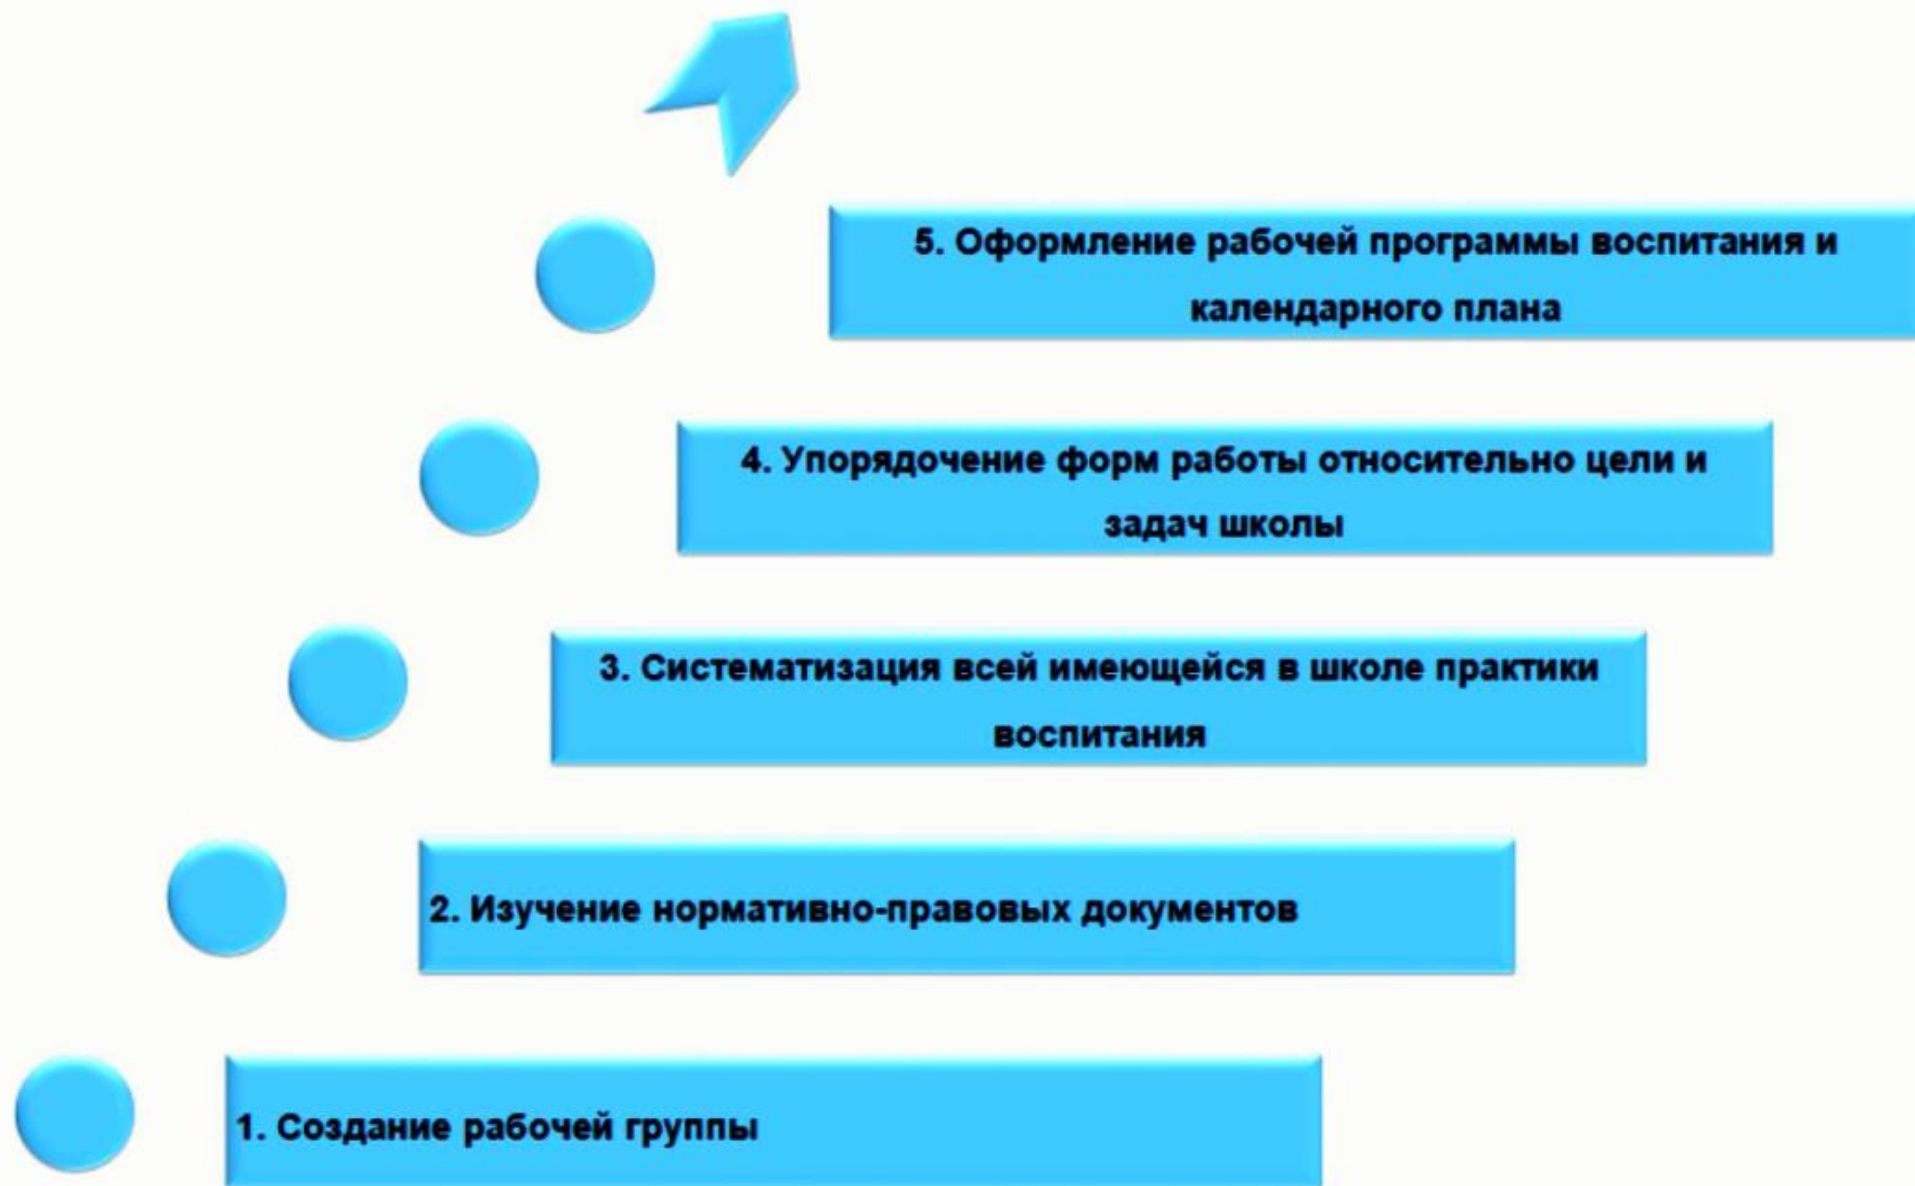 5. Оформление рабочей программы воспитания и
календарного плана
4. Упорядочение форм работы относительно цели и
задач школы
3. Систематизация всей имеющейся в школе практики
воспитания
2. Изучение нормативно-правовых документов
1. Создание рабочей группы